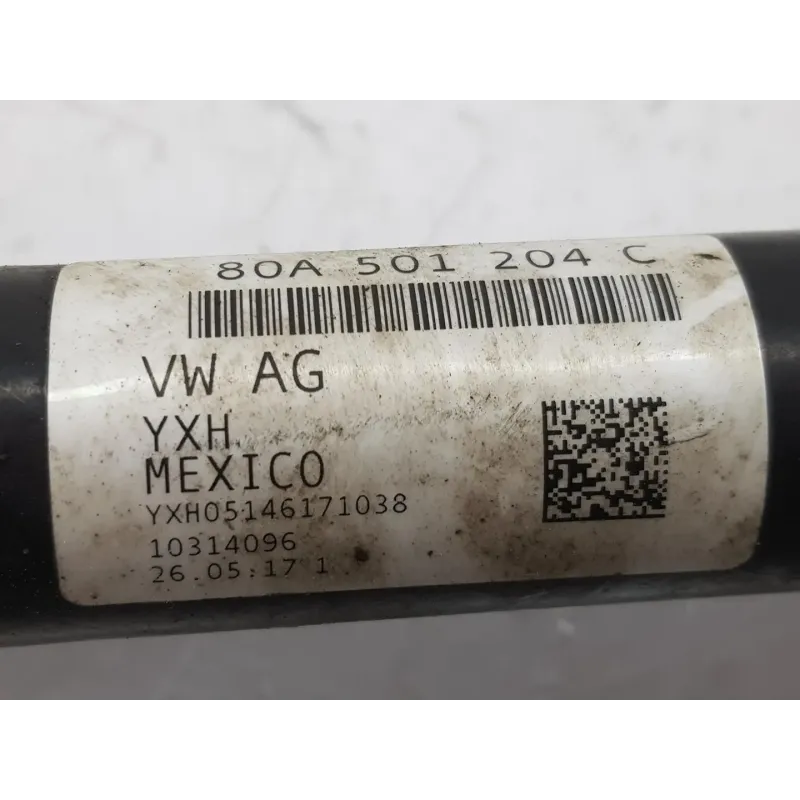 80A 501 204 C
VW AG
YXH
MEXICO
YXH05146171038
10314096
26.05:17 1